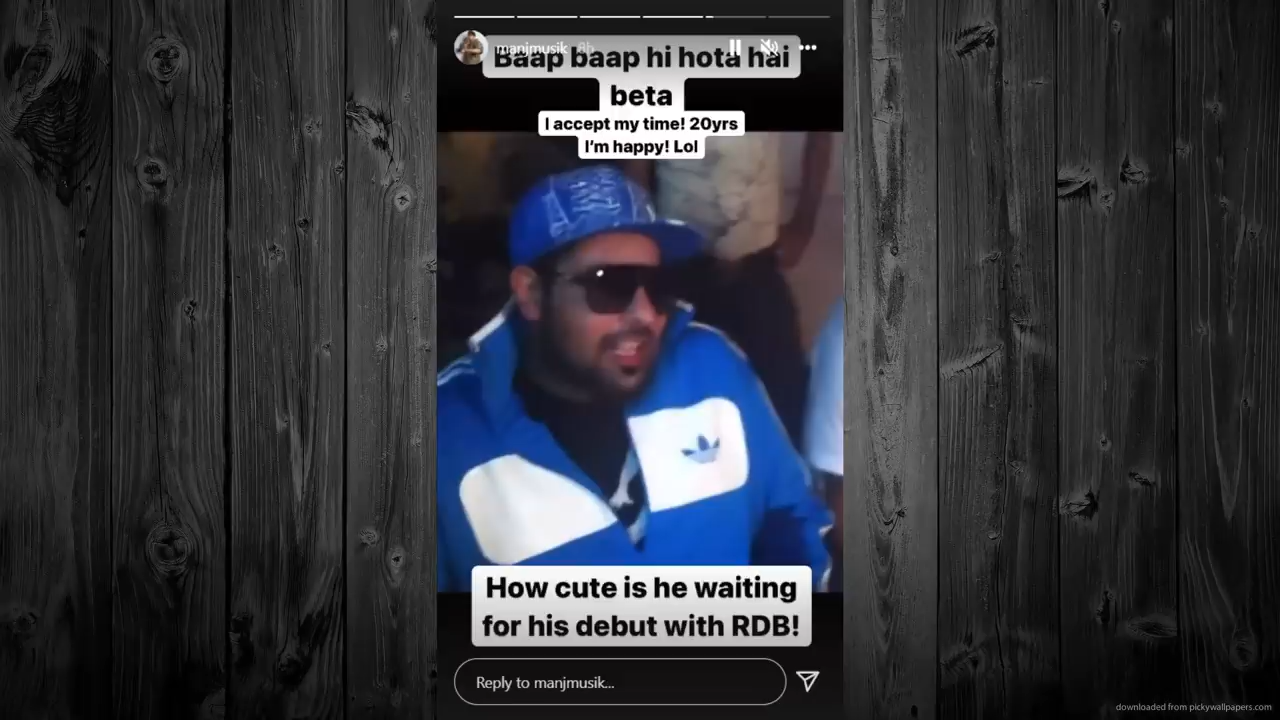 manjmusik 8h
Baap baap hi hota hai
beta
I accept my time! 20yrs
I'm happy! Lol
How cute is he waiting
for his debut with RDB!
Reply to manjmusik...
downloaded from pickywallpapers.com